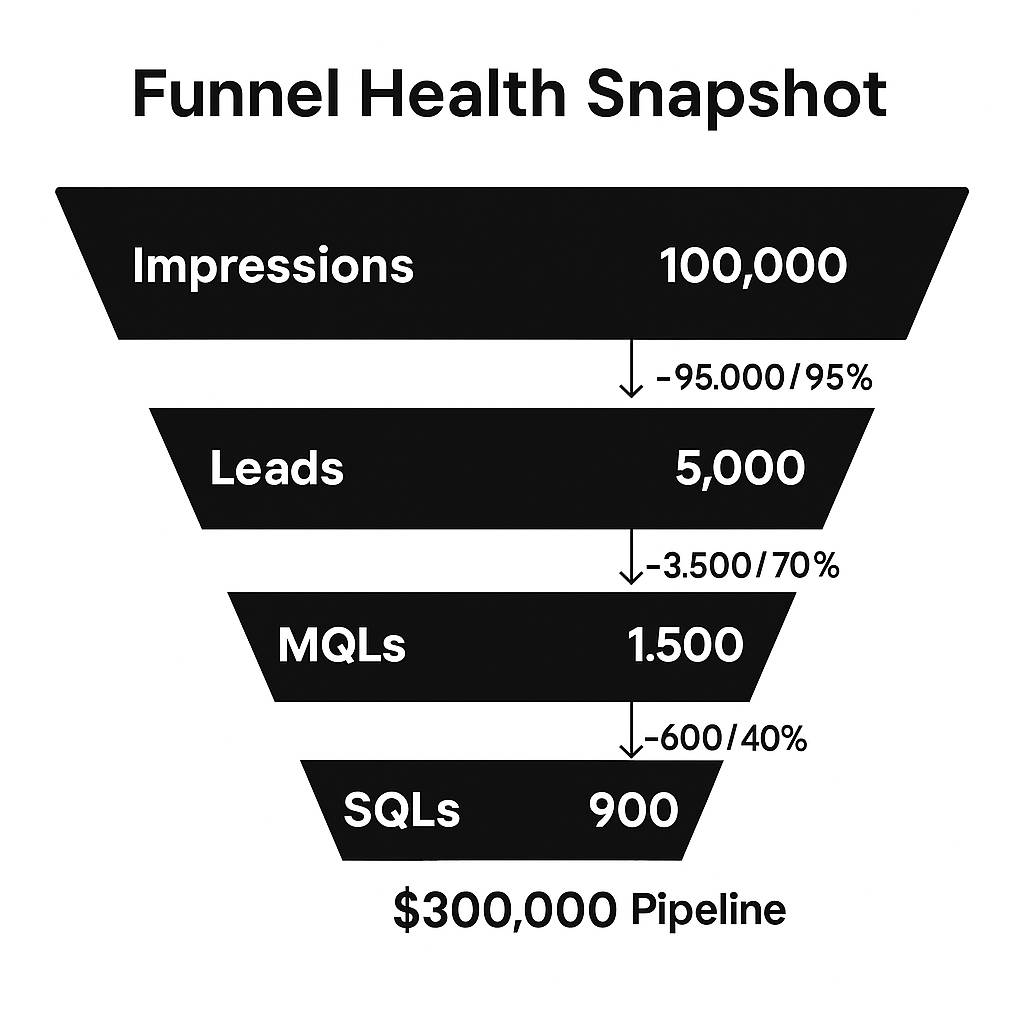 Funnel Health Snapshot
Impressions 100,000
-95.000/95%
Leads 5,000
-3.500/70%
MQLs 1.500
-600/40%
SQLs 900
$300,000 Pipeline